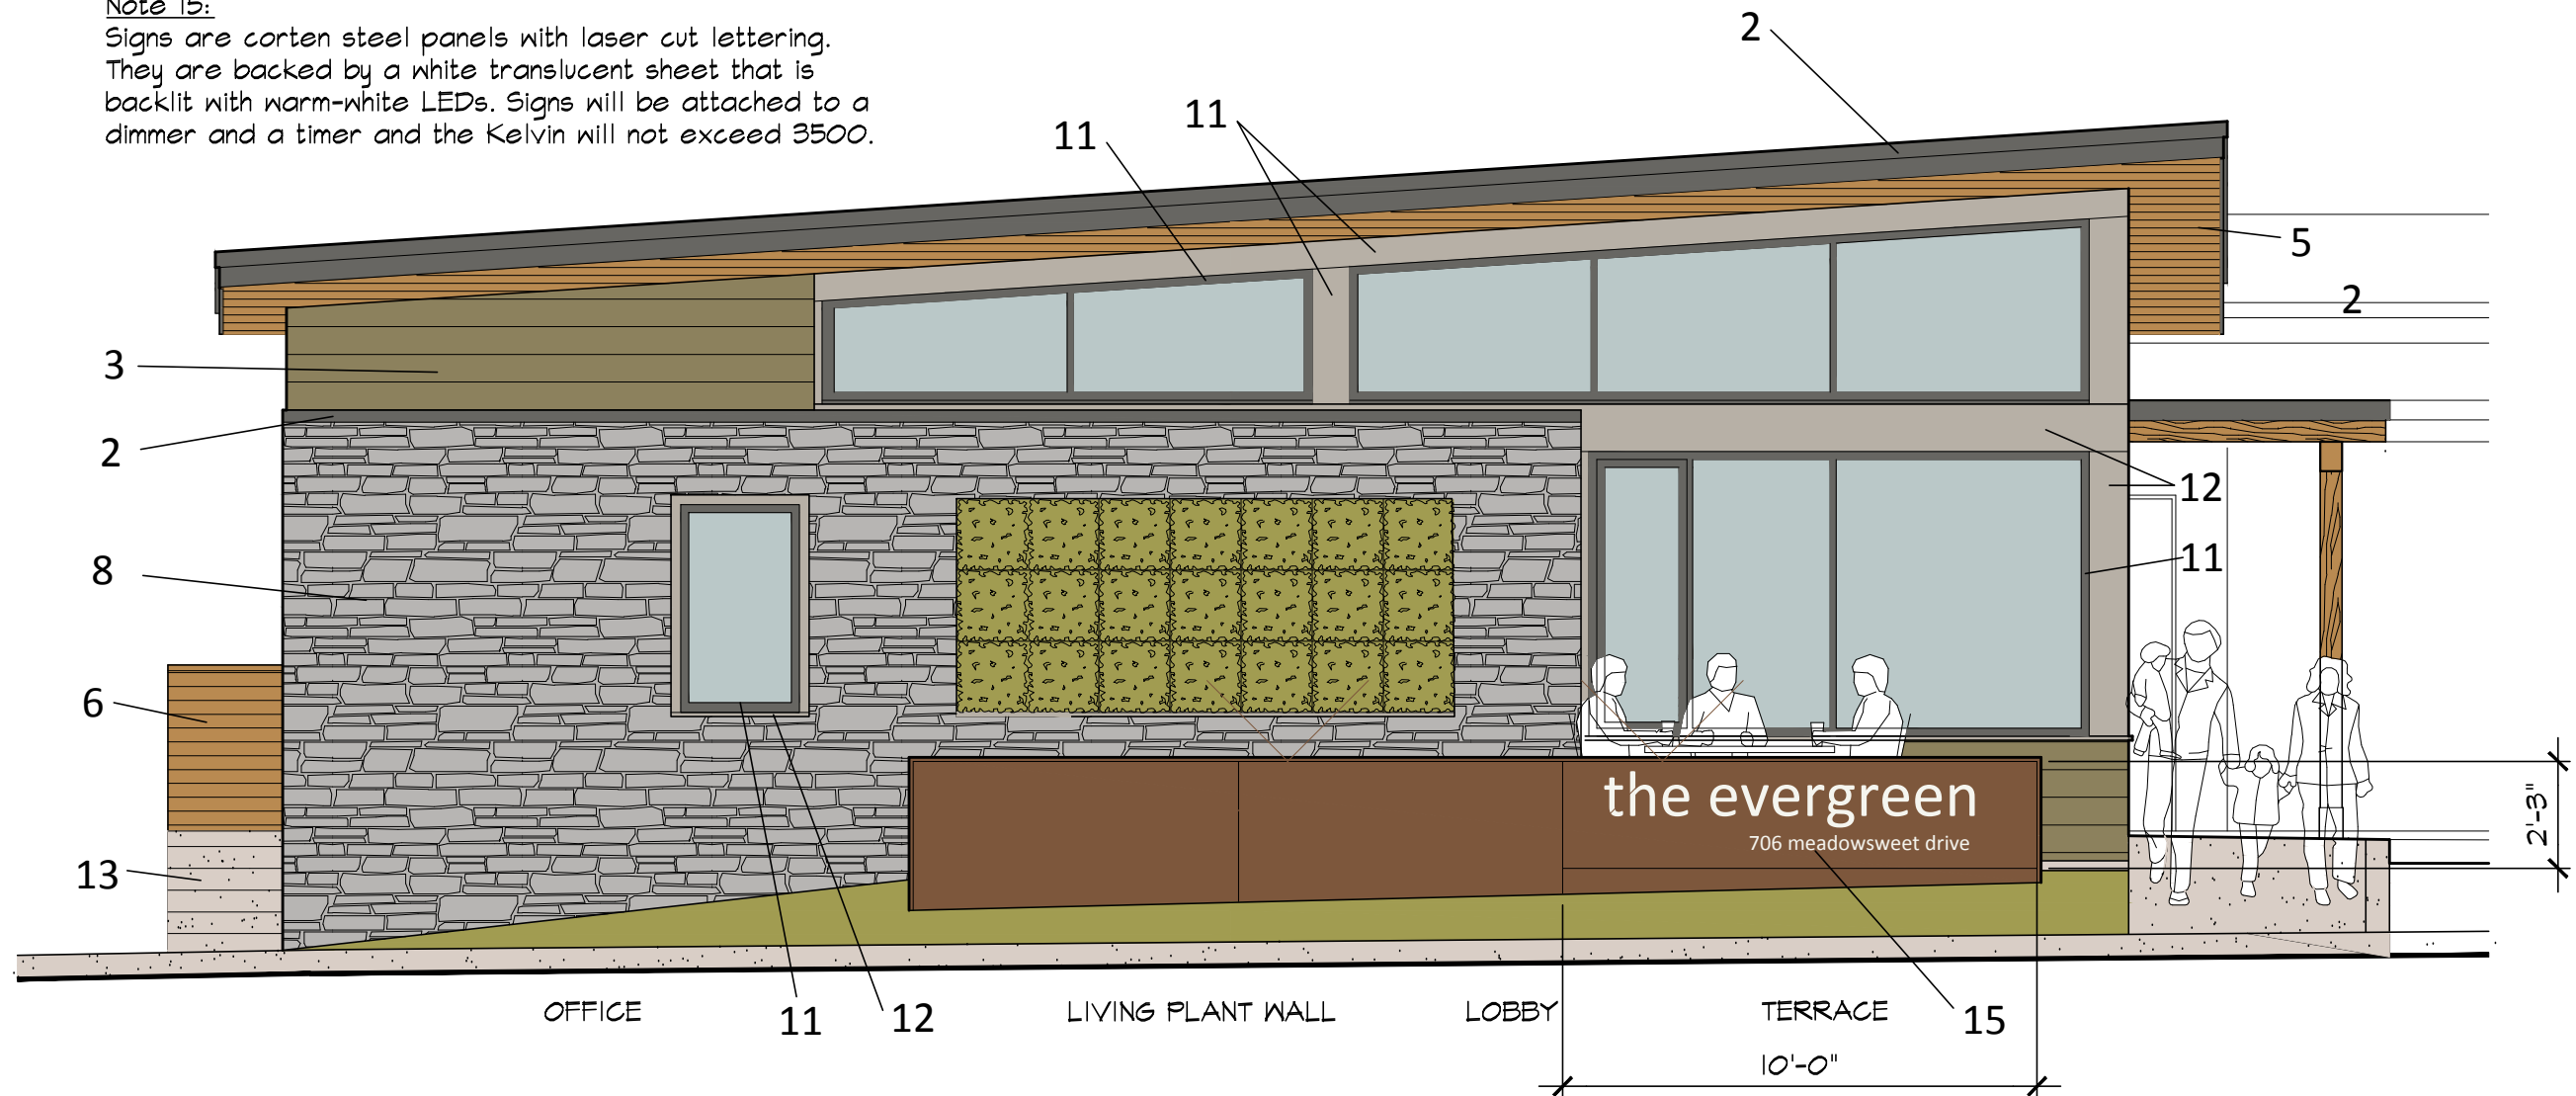 Note 15:
Signs are corten steel panels with laser cut lettering.
They are backed by a white translucent sheet that is
backlit with warm-white LEDs. Signs will be attached to a
dimmer and a timer and the Kelvin will not exceed 3500.
2
11
11
5
2
3
2
12
8
11
6
the evergreen
706 meadowsweet drive
2'-3"
13
OFFICE
11
12
LIVING PLANT WALL
LOBBY
TERRACE
15
10'-0"